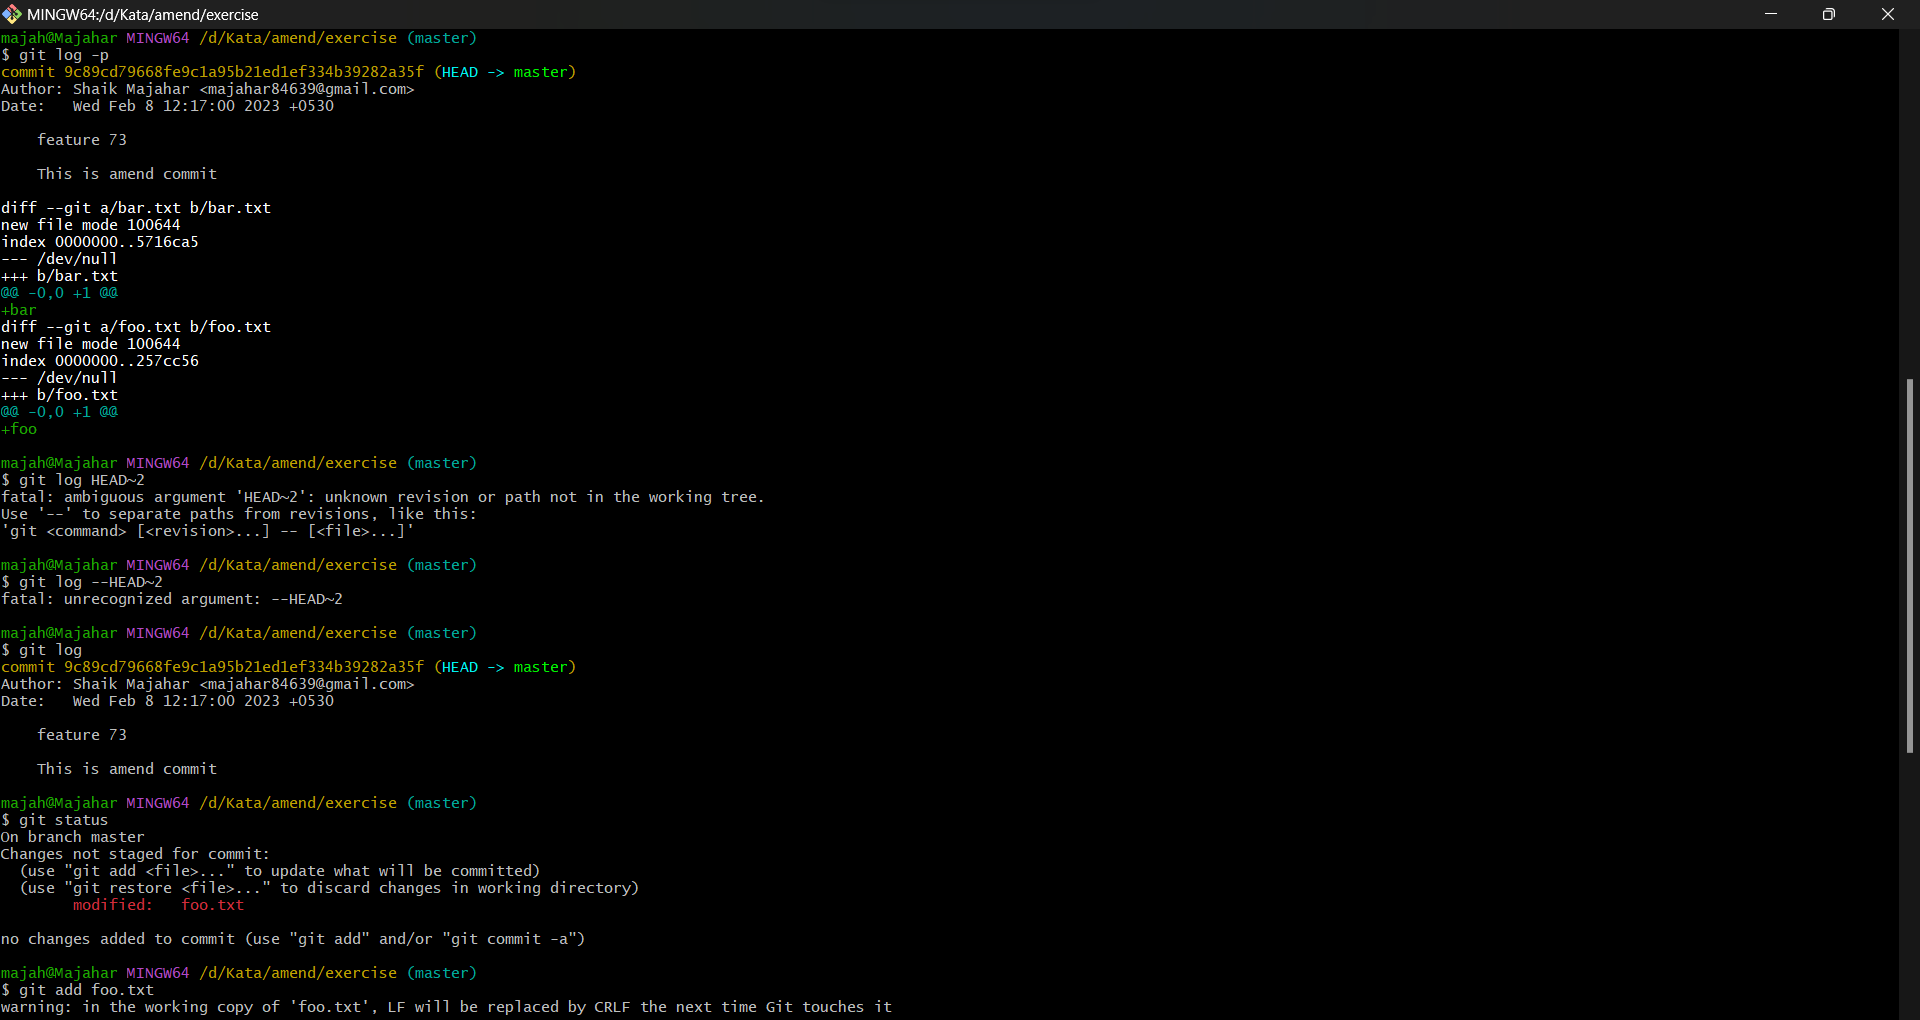 MINGW64:/d/Kata/amend/exercise
majah@Majahar MINGW64 /d/Kata/amend/exercise (master)
$ git log -p
commit 9c89cd79668fe9c1a95b21ed1ef334b39282a35f (HEAD -> master)
Author: Shaik Majahar <majahar84639@gmail.com>
Date:   Wed Feb 8 12:17:00 2023 +0530
    feature 73
    This is amend commit
diff --git a/bar.txt b/bar.txt
new file mode 100644
index 0000000..5716ca5
--- /dev/null
+++ b/bar.txt
@@ -0,0 +1 @@
+bar
diff --git a/foo.txt b/foo.txt
new file mode 100644
index 0000000..257cc56
--- /dev/null
+++ b/foo.txt
@@ -0,0 +1 @@
+foo
majah@Majahar MINGW64 /d/Kata/amend/exercise (master)
$ git log HEAD~2
fatal: ambiguous argument 'HEAD~2': unknown revision or path not in the working tree.
Use '--' to separate paths from revisions, like this:
'git <command> [<revision>...] -- [<file>...]'
majah@Majahar MINGW64 /d/Kata/amend/exercise (master)
$ git log --HEAD~2
fatal: unrecognized argument: --HEAD~2
majah@Majahar MINGW64 /d/Kata/amend/exercise (master)
$ git log
commit 9c89cd79668fe9c1a95b21ed1ef334b39282a35f (HEAD -> master)
Author: Shaik Majahar <majahar84639@gmail.com>
Date:   Wed Feb 8 12:17:00 2023 +0530
    feature 73
    This is amend commit
majah@Majahar MINGW64 /d/Kata/amend/exercise (master)
$ git status
On branch master
Changes not staged for commit:
  (use "git add <file>..." to update what will be committed)
  (use "git restore <file>..." to discard changes in working directory)
        modified:   foo.txt
no changes added to commit (use "git add" and/or "git commit -a")
majah@Majahar MINGW64 /d/Kata/amend/exercise (master)
$ git add foo.txt
warning: in the working copy of 'foo.txt', LF will be replaced by CRLF the next time Git touches it